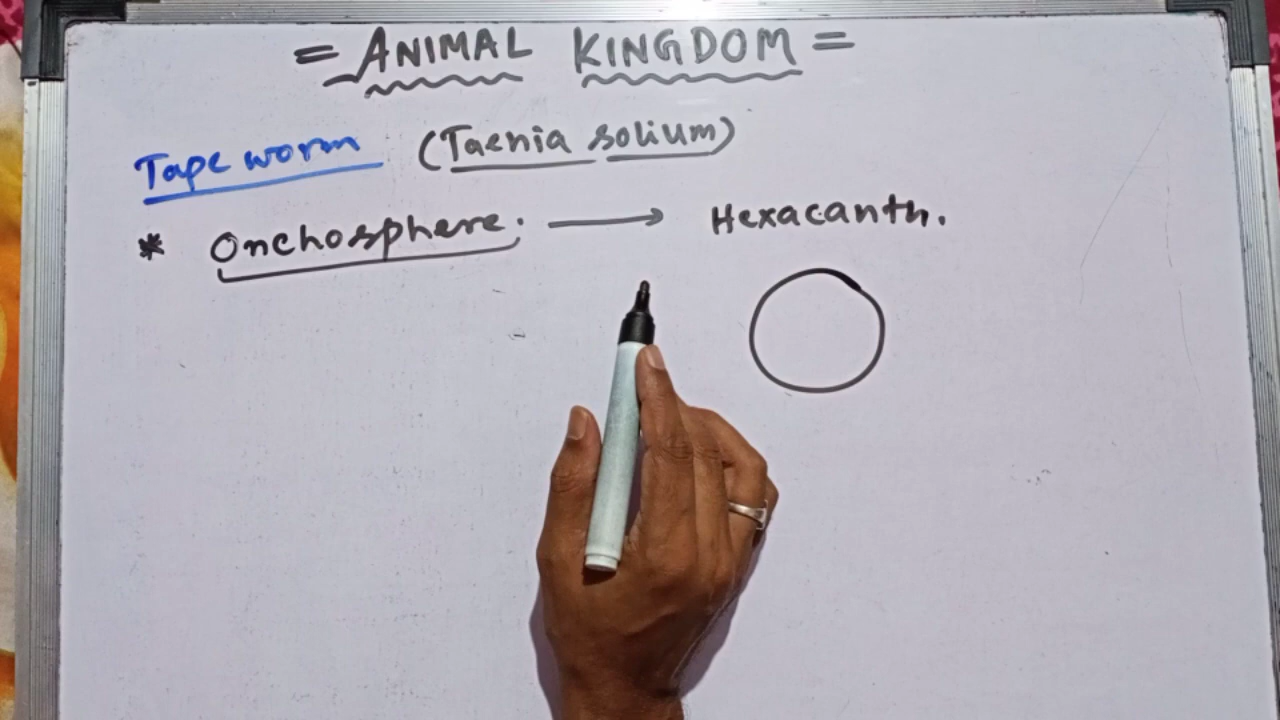 = ANIMAL KINGDOM =
Tape worm (Taenia solium)
* Onchosphere. → Hexacanth.